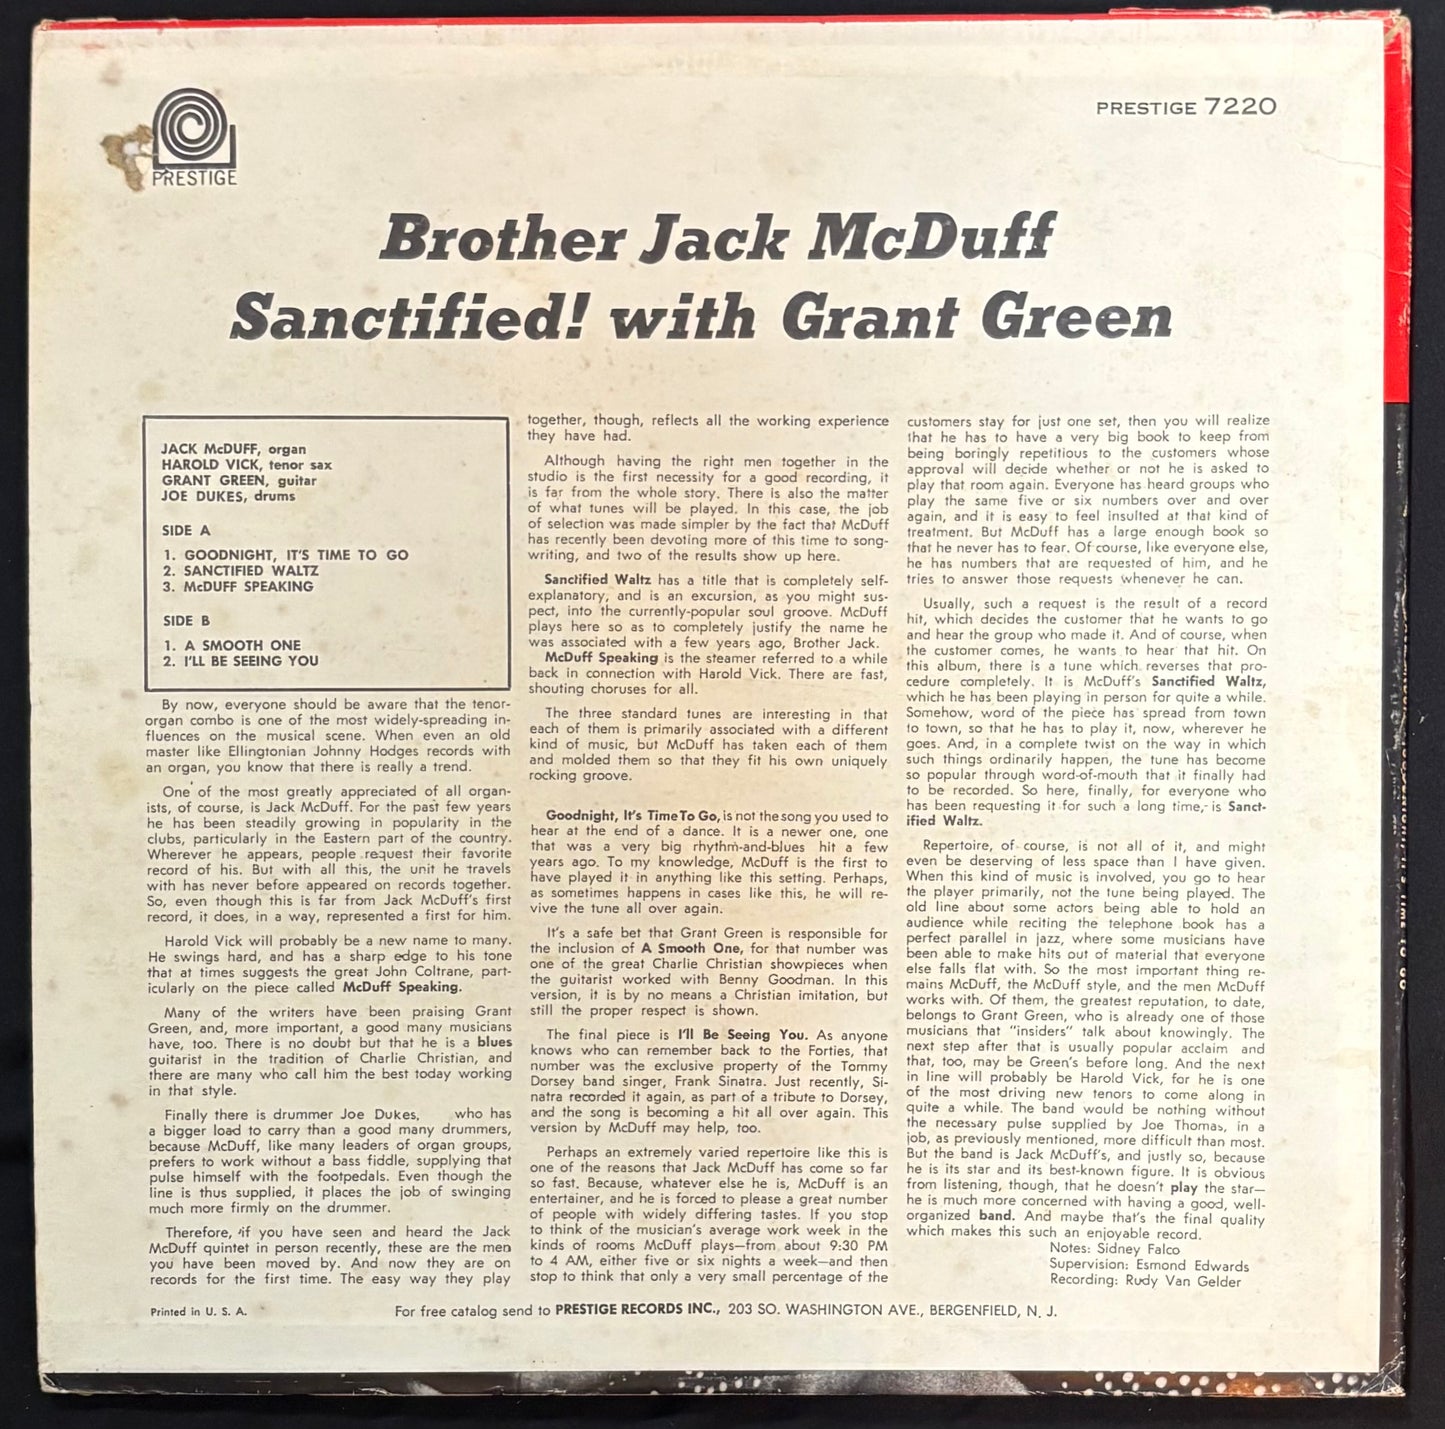 PRESTIGE
PRESTIGE 7220
Brother Jack McDuff
Sanctified! with Grant Green
JACK McDUFF, organ
HAROLD VICK, tenor sax
GRANT GREEN, guitar
JOE DUKES, drums
SIDE A
1. GOODNIGHT, IT'S TIME TO GO
2. SANCTIFIED WALTZ
3. McDUFF SPEAKING
SIDE B
1. A SMOOTH ONE
2. I'LL BE SEEING YOU
By now, everyone should be aware that the tenor-
organ combo is one of the most widely-spreading in-
fluences on the musical scene. When even an old
master like Ellingtonian Johnny Hodges records with
an organ, you know that there is really a trend.
One of the most greatly appreciated of all organ-
ists, of course, is Jack McDuff. For the past few years
he has been steadily growing in popularity in the
clubs, particularly in the Eastern part of the country.
Wherever he appears, people request their favorite
record of his. But with all this, the unit he travels
with has never before appeared on records together.
So, even though this is far from Jack McDuff's first
record, it does, in a way, represented a first for him.
Harold Vick will probably be a new name to many.
He swings hard, and has a sharp edge to his tone
that at times suggests the great John Coltrane, part-
icularly on the piece called McDuff Speaking.
Many of the writers have been praising Grant
Green, and, more important, a good many musicians
have, too. There is no doubt but that he is a blues
guitarist in the tradition of Charlie Christian, and
there are many who call him the best today working
in that style.
Finally there is drummer Joe Dukes, who has
a bigger load to carry than a good many drummers,
because McDuff, like many leaders of organ groups,
prefers to work without a bass fiddle, supplying that
pulse himself with the footpedals. Even though the
line is thus supplied, it places the job of swinging
much more firmly on the drummer.
Therefore, if you have seen and heard the Jack
McDuff quintet in person recently, these are the men
you have been moved by. And now they are on
records for the first time. The easy way they play
together, though, reflects all the working experience
they have had.
Although having the right men together in the
studio is the first necessity for a good recording, it
is far from the whole story. There is also the matter
of what tunes will be played. In this case, the job
of selection was made simpler by the fact that McDuff
has recently been devoting more of this time to song-
writing, and two of the results show up here.
Sanctified Waltz has a title that is completely self-
explanatory, and is an excursion, as you might sus-
pect, into the currently-popular soul groove. McDuff
plays here so as to completely justify the name he
was associated with a few years ago, Brother Jack.
McDuff Speaking is the steamer referred to a while
back in connection with Harold Vick. There are fast,
shouting choruses for all.
The three standard tunes are interesting in that
each of them is primarily associated with a different
kind of music, but McDuff has taken each of them
and molded them so that they fit his own uniquely
rocking groove.
Goodnight, It's Time To Go, is not the song you used to
hear at the end of a dance. It is a newer one, one
that was a very big rhythm-and-blues hit a few
years ago. To my knowledge, McDuff is the first to
have played it in anything like this setting. Perhaps,
as sometimes happens in cases like this, he will re-
vive the tune all over again.
It's a safe bet that Grant Green is responsible for
the inclusion of A Smooth One, for that number was
one of the great Charlie Christian showpieces when
the guitarist worked with Benny Goodman. In this
version, it is by no means a Christian imitation, but
still the proper respect is shown.
The final piece is I'll Be Seeing You. As anyone
knows who can remember back to the Forties, that
number was the exclusive property of the Tommy
Dorsey band singer, Frank Sinatra. Just recently, Si-
natra recorded it again, as part of a tribute to Dorsey,
and the song is becoming a hit all over again. This
version by McDuff may help, too.
Perhaps an extremely varied repertoire like this is
one of the reasons that Jack McDuff has come so far
so fast. Because, whatever else he is, McDuff is an
entertainer, and he is forced to please a great number
of people with widely differing tastes. If you stop
to think of the musician's average work week in the
kinds of rooms McDuff plays—from about 9:30 PM
to 4 AM, either five or six nights a week—and then
stop to think that only a very small percentage of the
customers stay for just one set, then you will realize
that he has to have a very big book to keep from
being boringly repetitious to the customers whose
approval will decide whether or not he is asked to
play that room again. Everyone has heard groups who
play the same five or six numbers over and over
again, and it is easy to feel insulted at that kind of
treatment. But McDuff has a large enough book so
that he never has to fear. Of course, like everyone else,
he has numbers that are requested of him, and he
tries to answer those requests whenever he can.
Usually, such a request is the result of a record
hit, which decides the customer that he wants to go
and hear the group who made it. And of course, when
the customer comes, he wants to hear that hit. On
this album, there is a tune which reverses that pro-
cedure completely. It is McDuff's Sanctified Waltz,
which he has been playing in person for quite a while.
Somehow, word of the piece has spread from town
to town, so that he has to play it, now, wherever he
goes. And, in a complete twist on the way in which
such things ordinarily happen, the tune has become
so popular through word-of-mouth that it finally had
to be recorded. So here, finally, for everyone who
has been requesting it for such a long time, is Sanct-
ified Waltz.
Repertoire, of course, is not all of it, and might
even be deserving of less space than I have given.
When this kind of music is involved, you go to hear
the player primarily, not the tune being played. The
old line about some actors being able to hold an
audience while reciting the telephone book has a
perfect parallel in jazz, where some musicians have
been able to make hits out of material that everyone
else falls flat with. So the most important thing re-
mains McDuff, the McDuff style, and the men McDuff
works with. Of them, the greatest reputation, to date,
belongs to Grant Green, who is already one of those
musicians that "insiders" talk about knowingly. The
next step after that is usually popular acclaim and
that, too, may be Green's before long. And the next
in line will probably be Harold Vick, for he is one
of the most driving new tenors to come along in
quite a while. The band would be nothing without
the necessary pulse supplied by Joe Thomas, in a
job, as previously mentioned, more difficult than most.
But the band is Jack McDuff's, and justly so, because
he is its star and its best-known figure. It is obvious
from listening, though, that he doesn't play the star—
he is much more concerned with having a good, well-
organized band. And maybe that's the final quality
which makes this such an enjoyable record.
Notes: Sidney Falco
Supervision: Esmond Edwards
Recording: Rudy Van Gelder
Printed in U. S. A.
For free catalog send to PRESTIGE RECORDS INC., 203 SO. WASHINGTON AVE., BERGENFIELD, N. J.